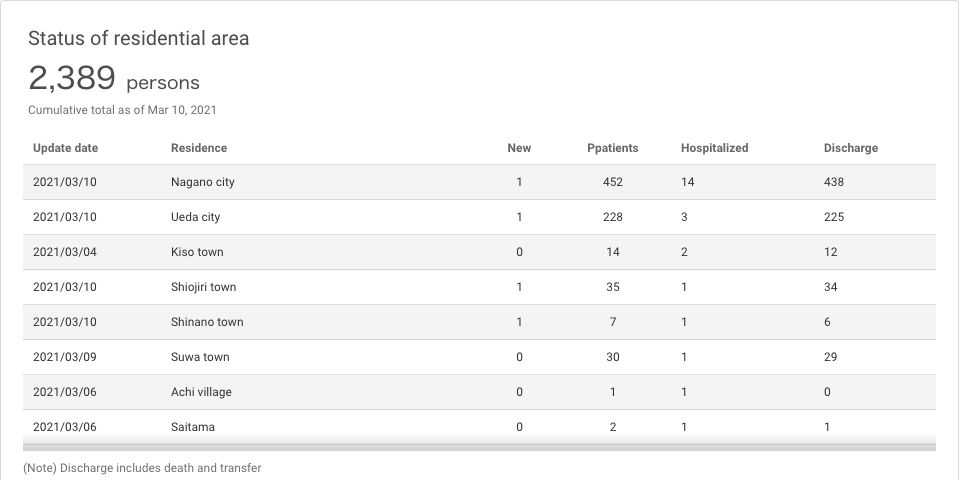 Status of residential area
2,389 persons
Cumulative total as of Mar 10, 2021
Update date Residence New Ppatients Hospitalized Discharge
2021/03/10 Nagano city 1 452 14 438
2021/03/10 Ueda city 1 228 3 225
2021/03/04 Kiso town 0 14 2 12
2021/03/10 Shiojiri town 1 35 1 34
2021/03/10 Shinano town 1 7 1 6
2021/03/09 Suwa town 0 30 1 29
2021/03/06 Achi village 0 1 1 0
2021/03/06 Saitama 0 2 1 1
(Note) Discharge includes death and transfer